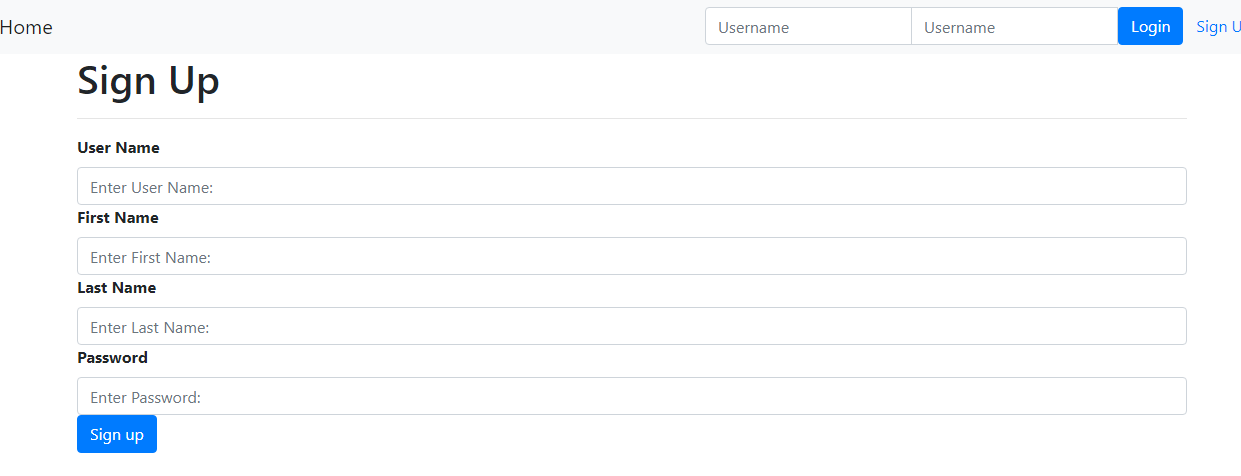 Home Username Username Login Sign U
Sign Up
User Name
Enter User Name:
First Name
Enter First Name:
Last Name
Enter Last Name:
Password
Enter Password:
Sign up